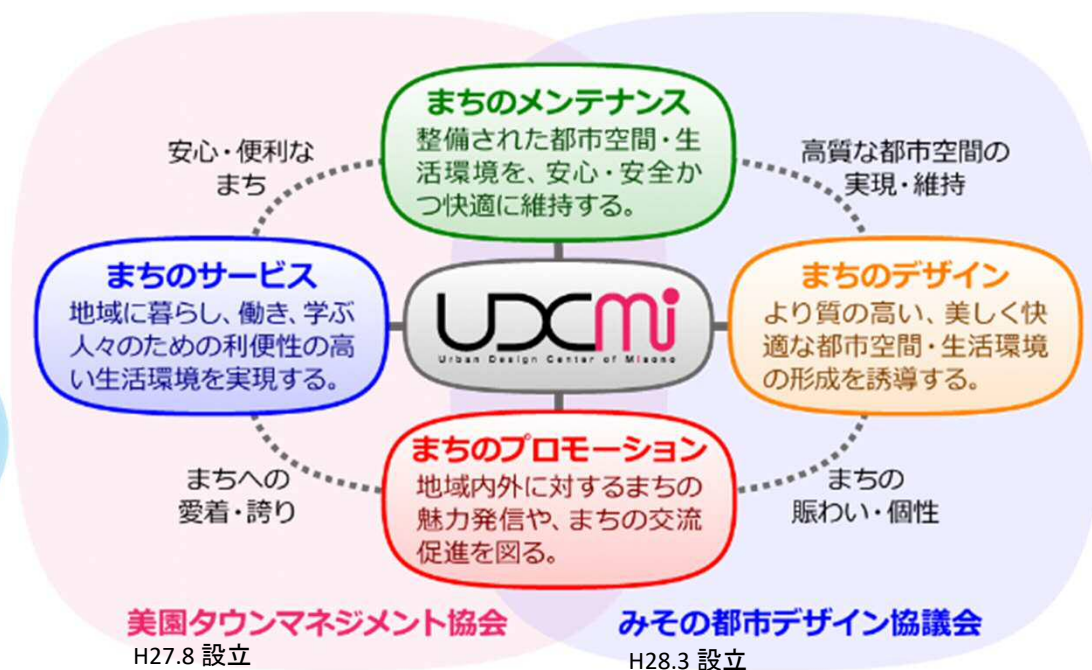 まちのメンテナンス
整備された都市空間・生
活環境を、安心・安全か
つ快適に維持する。
安心・便利な
まち
高質な都市空間の
実現・維持
まちのサービス
地域に暮らし、働き、学ぶ
人々のための利便性の高
い生活環境を実現する。
UDCMi
Urban Design Center of Misono
まちのデザイン
より質の高い、美しく快
適な都市空間・生活環境
の形成を誘導する。
まちへの
愛着・誇り
まちのプロモーション
地域内外に対するまちの
魅力発信や、まちの交流
促進を図る。
まちの
賑わい・個性
美園タウンマネジメント協会
H27.8 設立
みその都市デザイン協議会
H28.3 設立